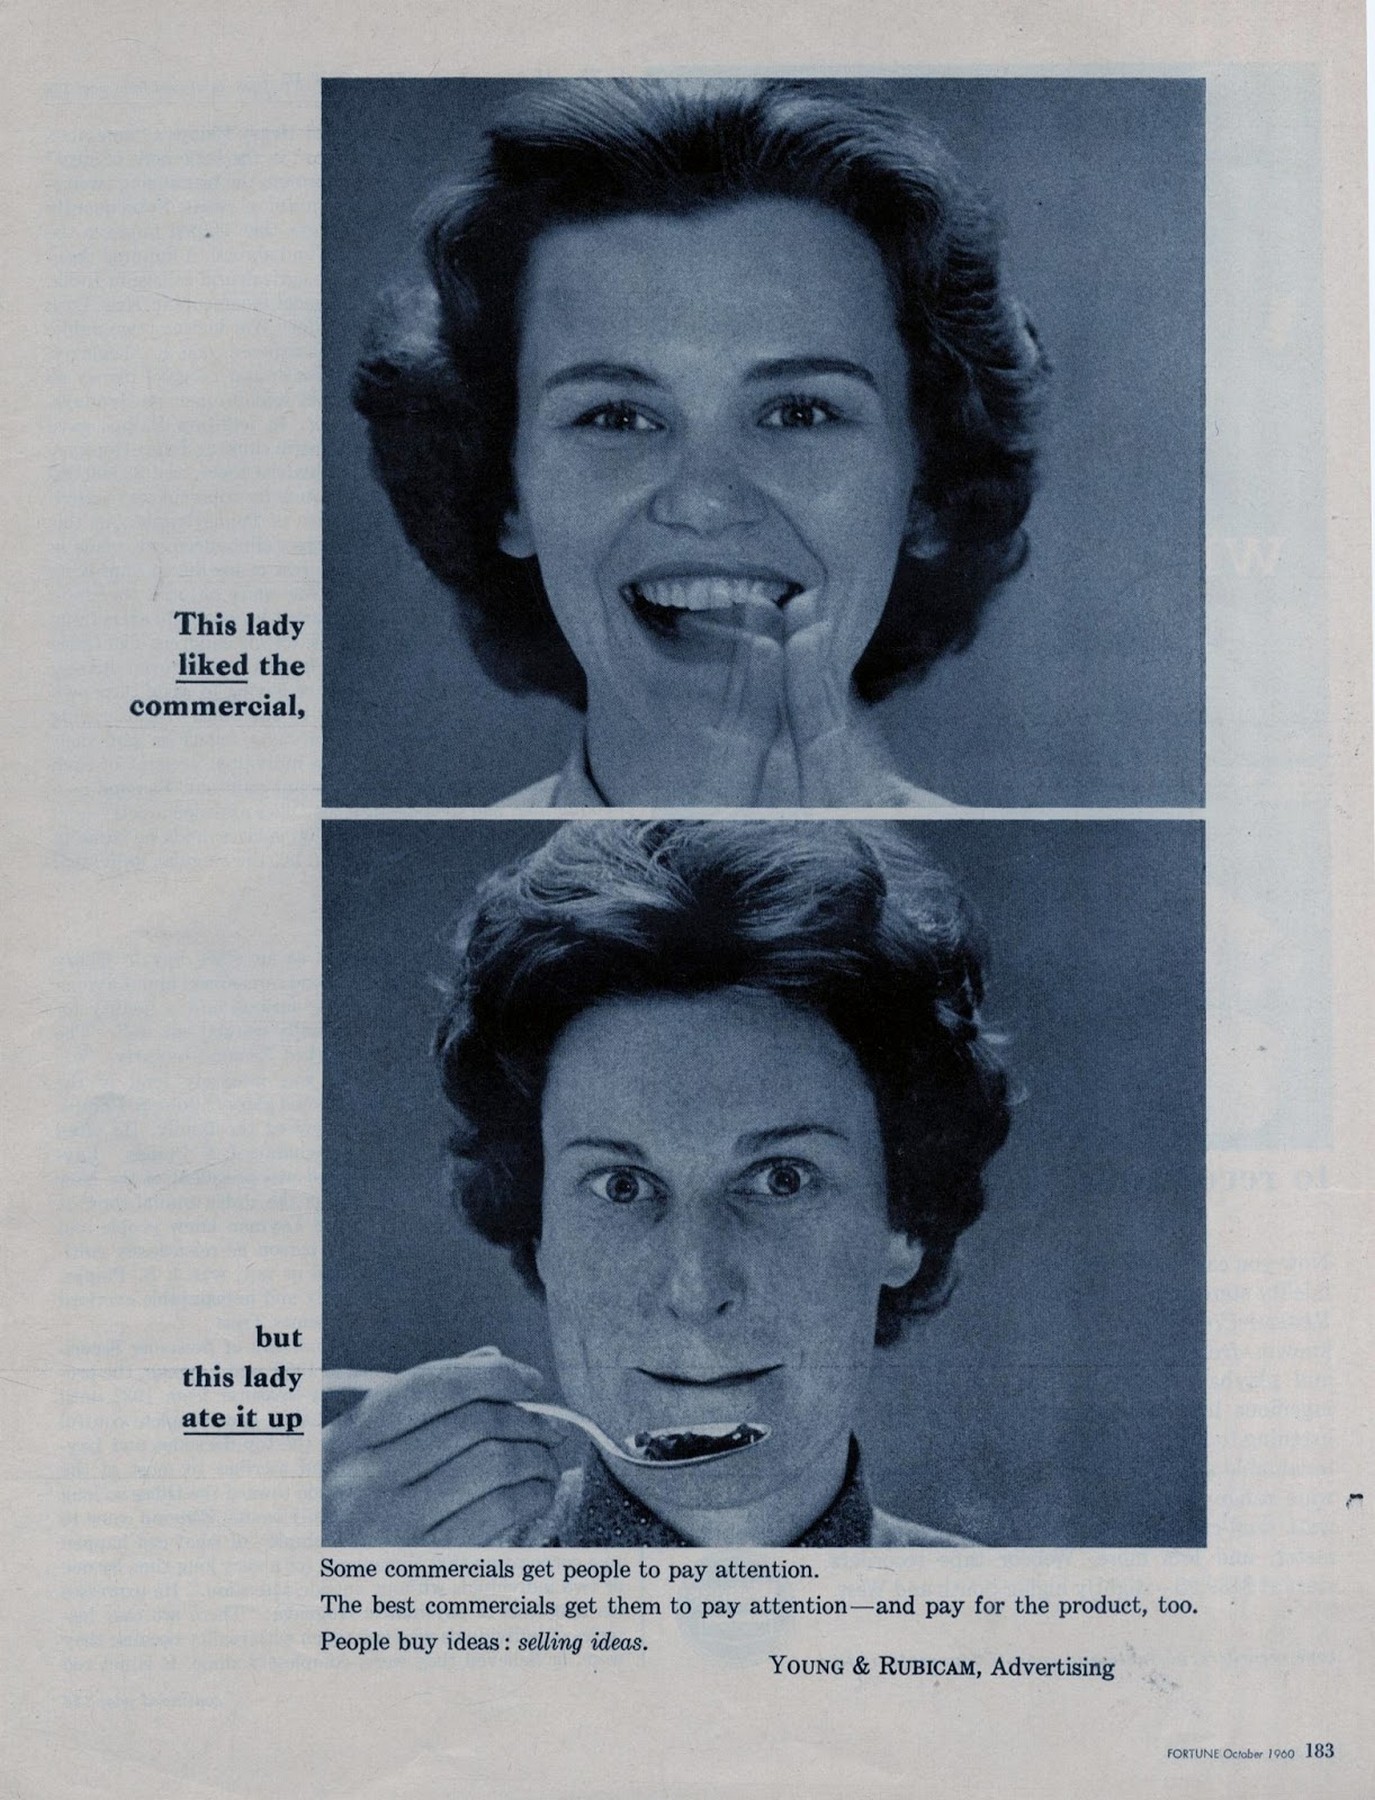 This lady
liked the
commercial,
but
this lady
ate it up
Some commercials get people to pay attention.
The best commercials get them to pay attention—and pay for the product, too.
People buy ideas: selling ideas.
YOUNG & RUBICAM, Advertising
FORTUNE October 1960 183